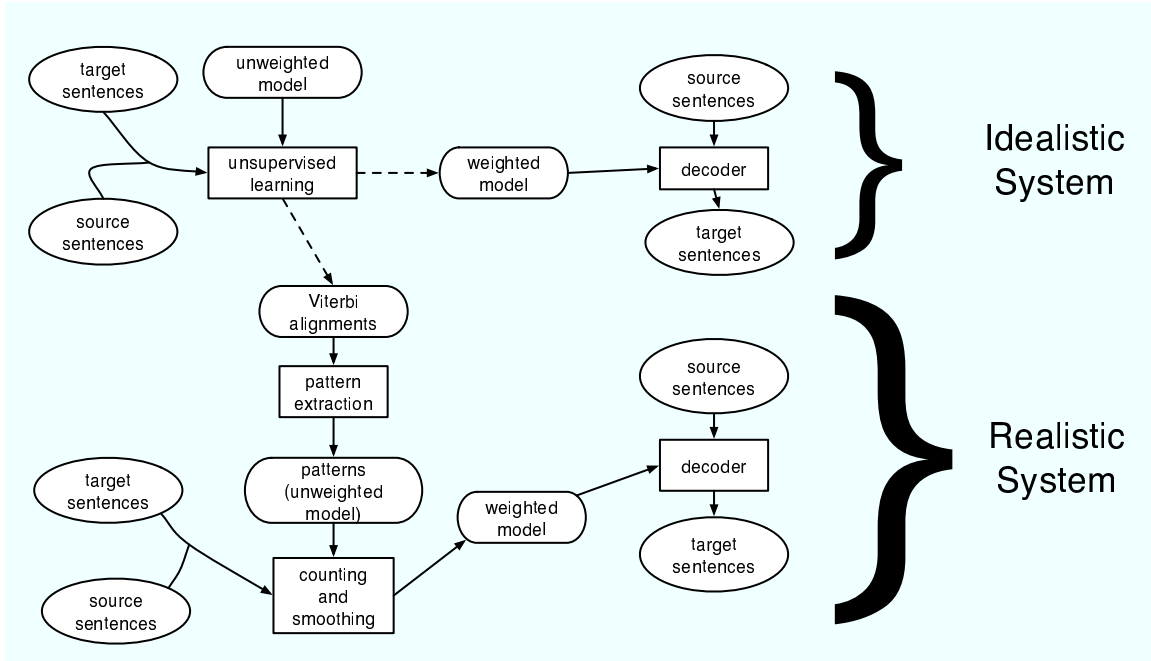 target
sentences
unweighted
model
source
sentences
Idealistic
System
unsupervised
learning
weighted
model
decoder
source
sentences
target
sentences
Viterbi
alignments
pattern
extraction
source
sentences
Realistic
System
target
sentences
patterns
(unweighted
model)
decoder
weighted
model
source
sentences
counting
and
smoothing
target
sentences